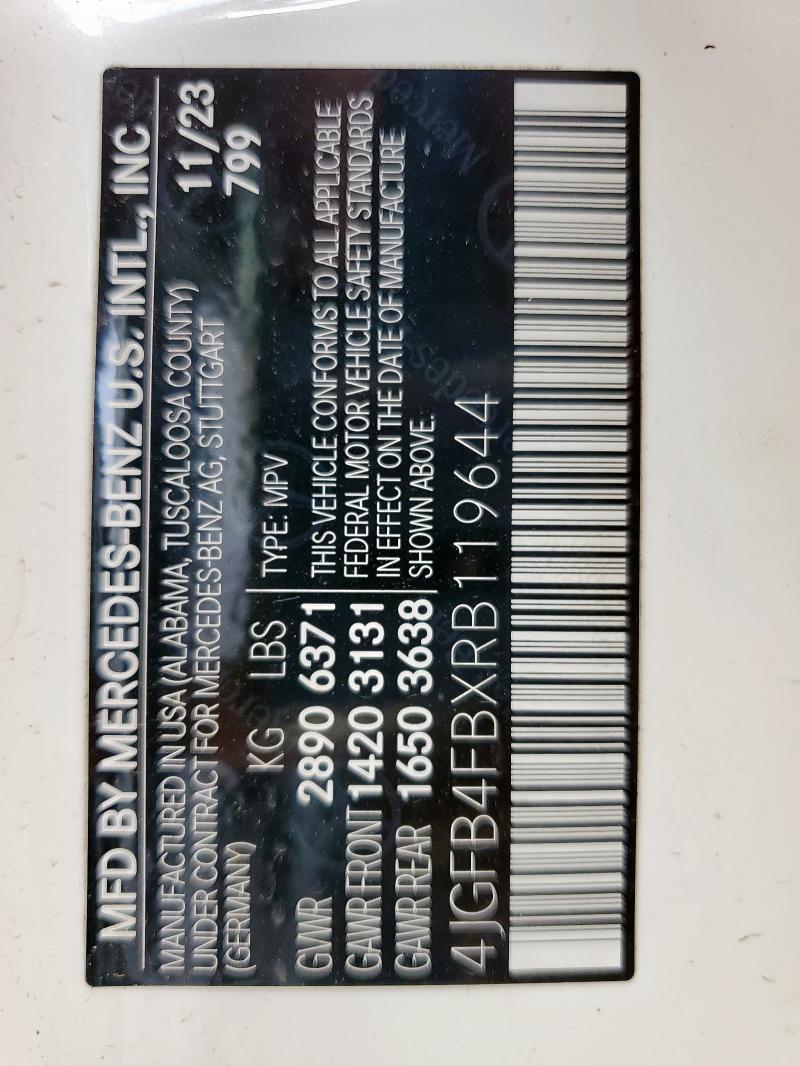 MFD BY MERCEDES-BENZ U.S. INTL., INC
MANUFACTURED IN USA (ALABAMA, TUSCALOOSA COUNTY) 11/23
UNDER CONTRACT FOR MERCEDES-BENZ AG, STUTTGART
(GERMANY) 799
KG LBS TYPE: MPV
GWR 2890 6371 THIS VEHICLE CONFORMS TO ALL APPLICABLE
GAWR FRONT 1420 3131 FEDERAL MOTOR VEHICLE SAFETY STANDARDS
IN EFFECT ON THE DATE OF MANUFACTURE
GAWR REAR 1650 3638 SHOWN ABOVE.
4JGFB4FBXRB119644